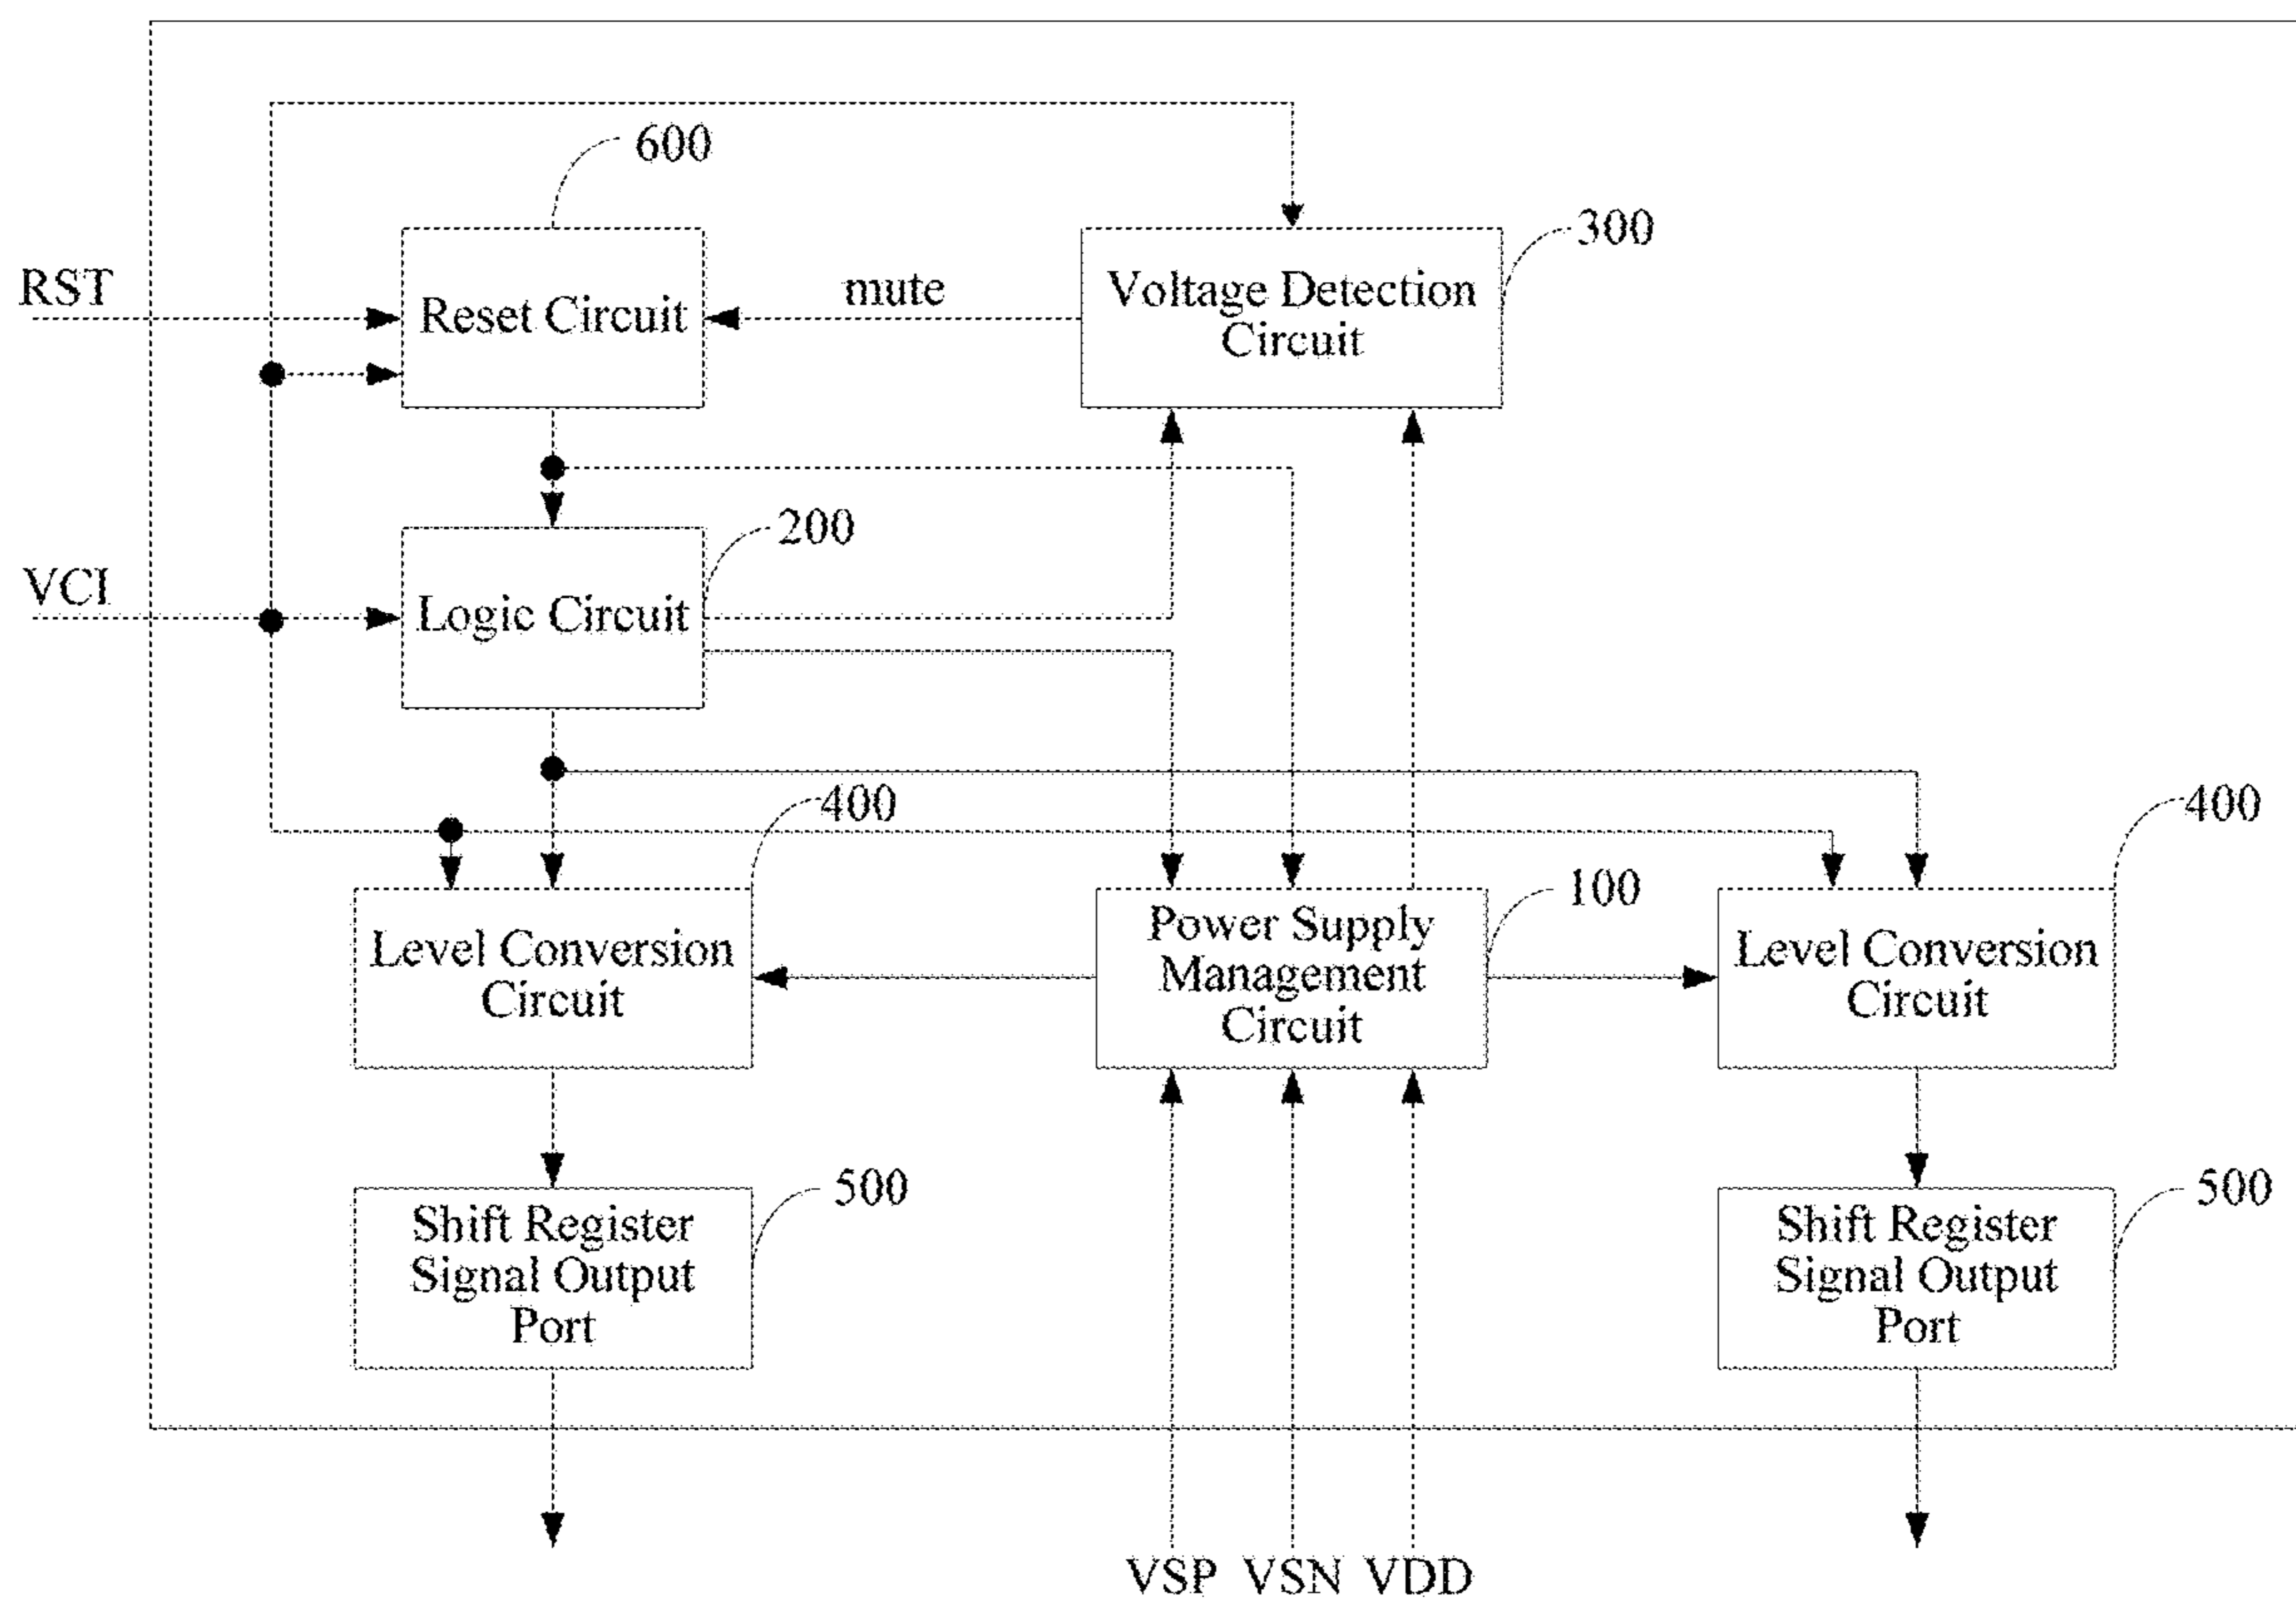 600
300
RST
Reset Circuit
mute
Voltage Detection
Circuit
200
VCI
Logic Circuit
400
400
100
Level Conversion
Circuit
Power Supply
Management
Circuit
Level Conversion
Circuit
500
500
Shift Register
Signal Output
Port
Shift Register
Signal Output
Port
VSP VSN VDD